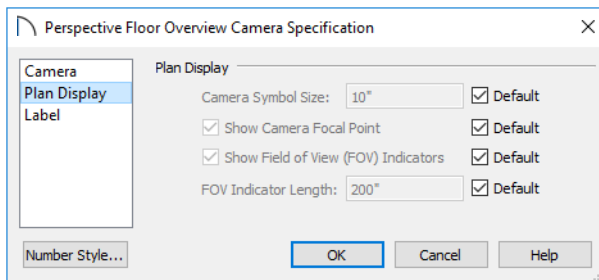 Perspective Floor Overview Camera Specification
Camera
Plan Display
Label
Plan Display
Camera Symbol Size: 10" Default
Show Camera Focal Point Default
Show Field of View (FOV) Indicators Default
FOV Indicator Length: 200" Default
Number Style... OK Cancel Help